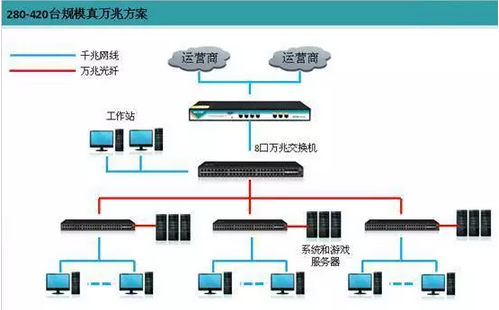 280-420台规模真万兆方案
千兆网线
万兆光纤
运营商
运营商
工作站
8口万兆交换机
系统和游戏
服务器